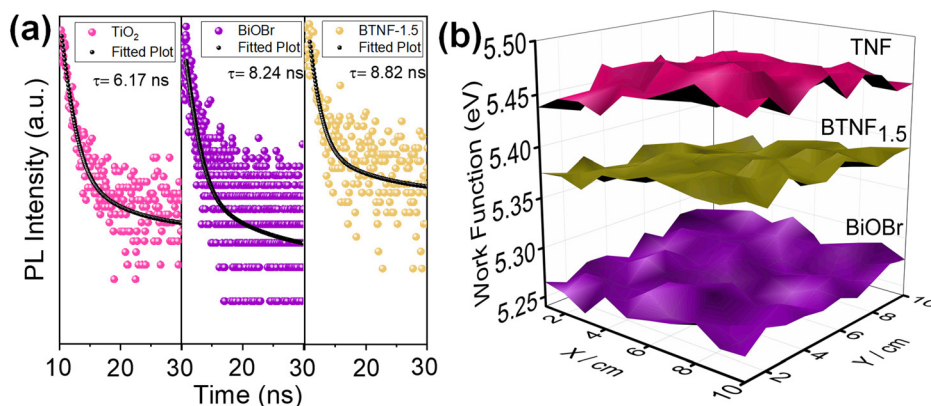 (a)
TiO2
Fitted Plot
τ= 6.17 ns
BiOBr
Fitted Plot
τ= 8.24 ns
BTNF-1.5
Fitted Plot
τ= 8.82 ns
PL Intensity (a.u.)
10 20 30 20 30 20 30
Time (ns)
(b)
5.50
5.45
5.40
5.35
5.30
5.25
Work Function (eV)
TNF
BTNF1.5
BiOBr
2 4 6 8 10
X / cm
2 4 6 8 10
Y / cm